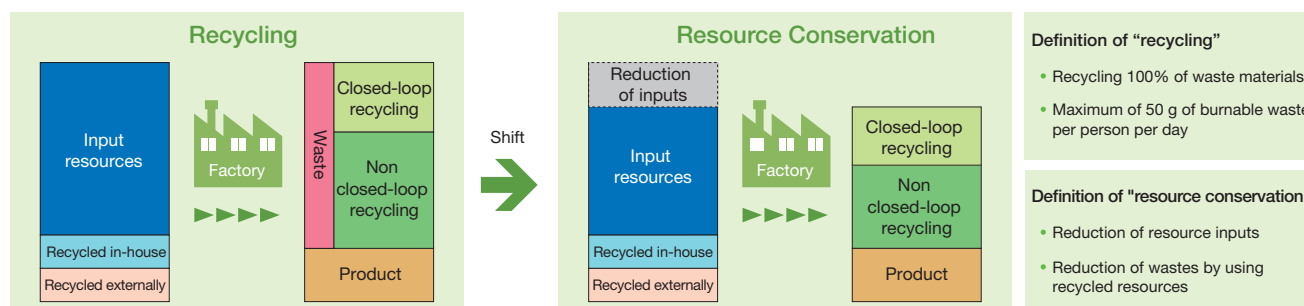 Recycling
Input
resources
Recycled in-house
Recycled externally
Factory
Waste
Closed-loop
recycling
Non
closed-loop
recycling
Product
Shift
Resource Conservation
Reduction
of inputs
Input
resources
Recycled in-house
Recycled externally
Factory
Closed-loop
recycling
Non
closed-loop
recycling
Product
Definition of “recycling”
• Recycling 100% of waste materials
• Maximum of 50 g of burnable waste
per person per day
Definition of "resource conservation
• Reduction of resource inputs
• Reduction of wastes by using
recycled resources